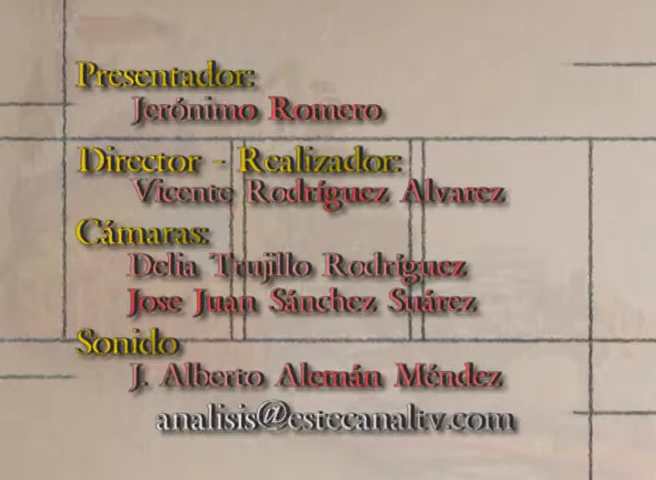 Presentador:
Jerónimo Romero
Director - Realizador:
Vicente Rodríguez Alvarez
Cámaras:
Delia Trujillo Rodríguez
Jose Juan Sánchez Suárez
Sonido
J. Alberto Alemán Méndez
analisis@estecanaltv.com